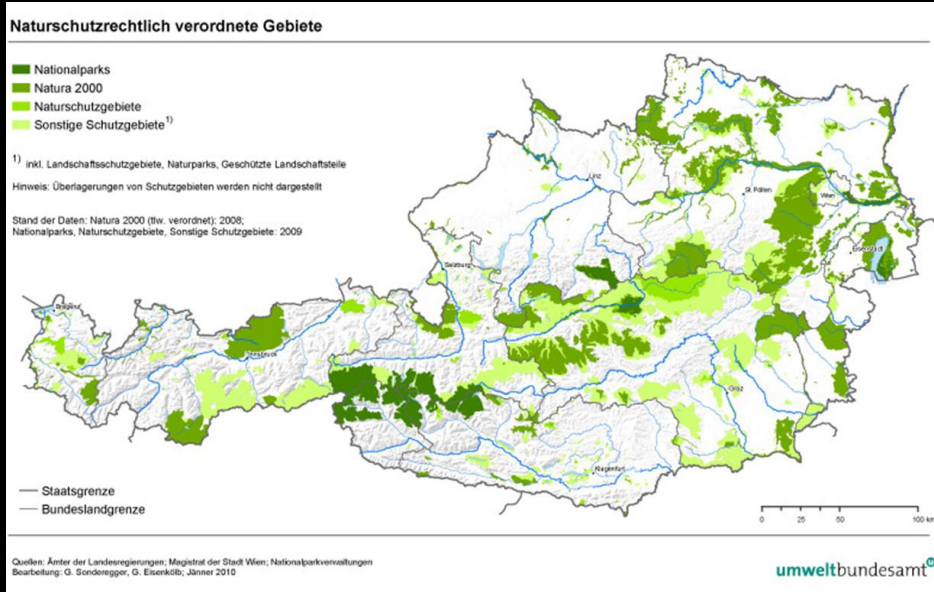 Naturschutzrechtlich verordnete Gebiete
Nationalparks
Natura 2000
Naturschutzgebiete
Sonstige Schutzgebiete1)
1) inkl. Landschaftsschutzgebiete, Naturparks, Geschützte Landschaftsteile
Hinweis: Überlagerungen von Schutzgebieten werden nicht dargestellt
Stand der Daten: Natura 2000 (tlw. verordnet): 2008;
Nationalparks, Naturschutzgebiete, Sonstige Schutzgebiete: 2009
Linz
St. Pölten
Wien
Eisenstadt
Salzburg
Bregenz
Innsbruck
Graz
Klagenfurt
Staatsgrenze
Bundeslandgrenze
0 25 50 100 km
Quellen: Ämter der Landesregierungen; Magistrat der Stadt Wien; Nationalparkverwaltungen
Bearbeitung: G. Sonderegger, G. Eisenkölb; Jänner 2010
umweltbundesamt